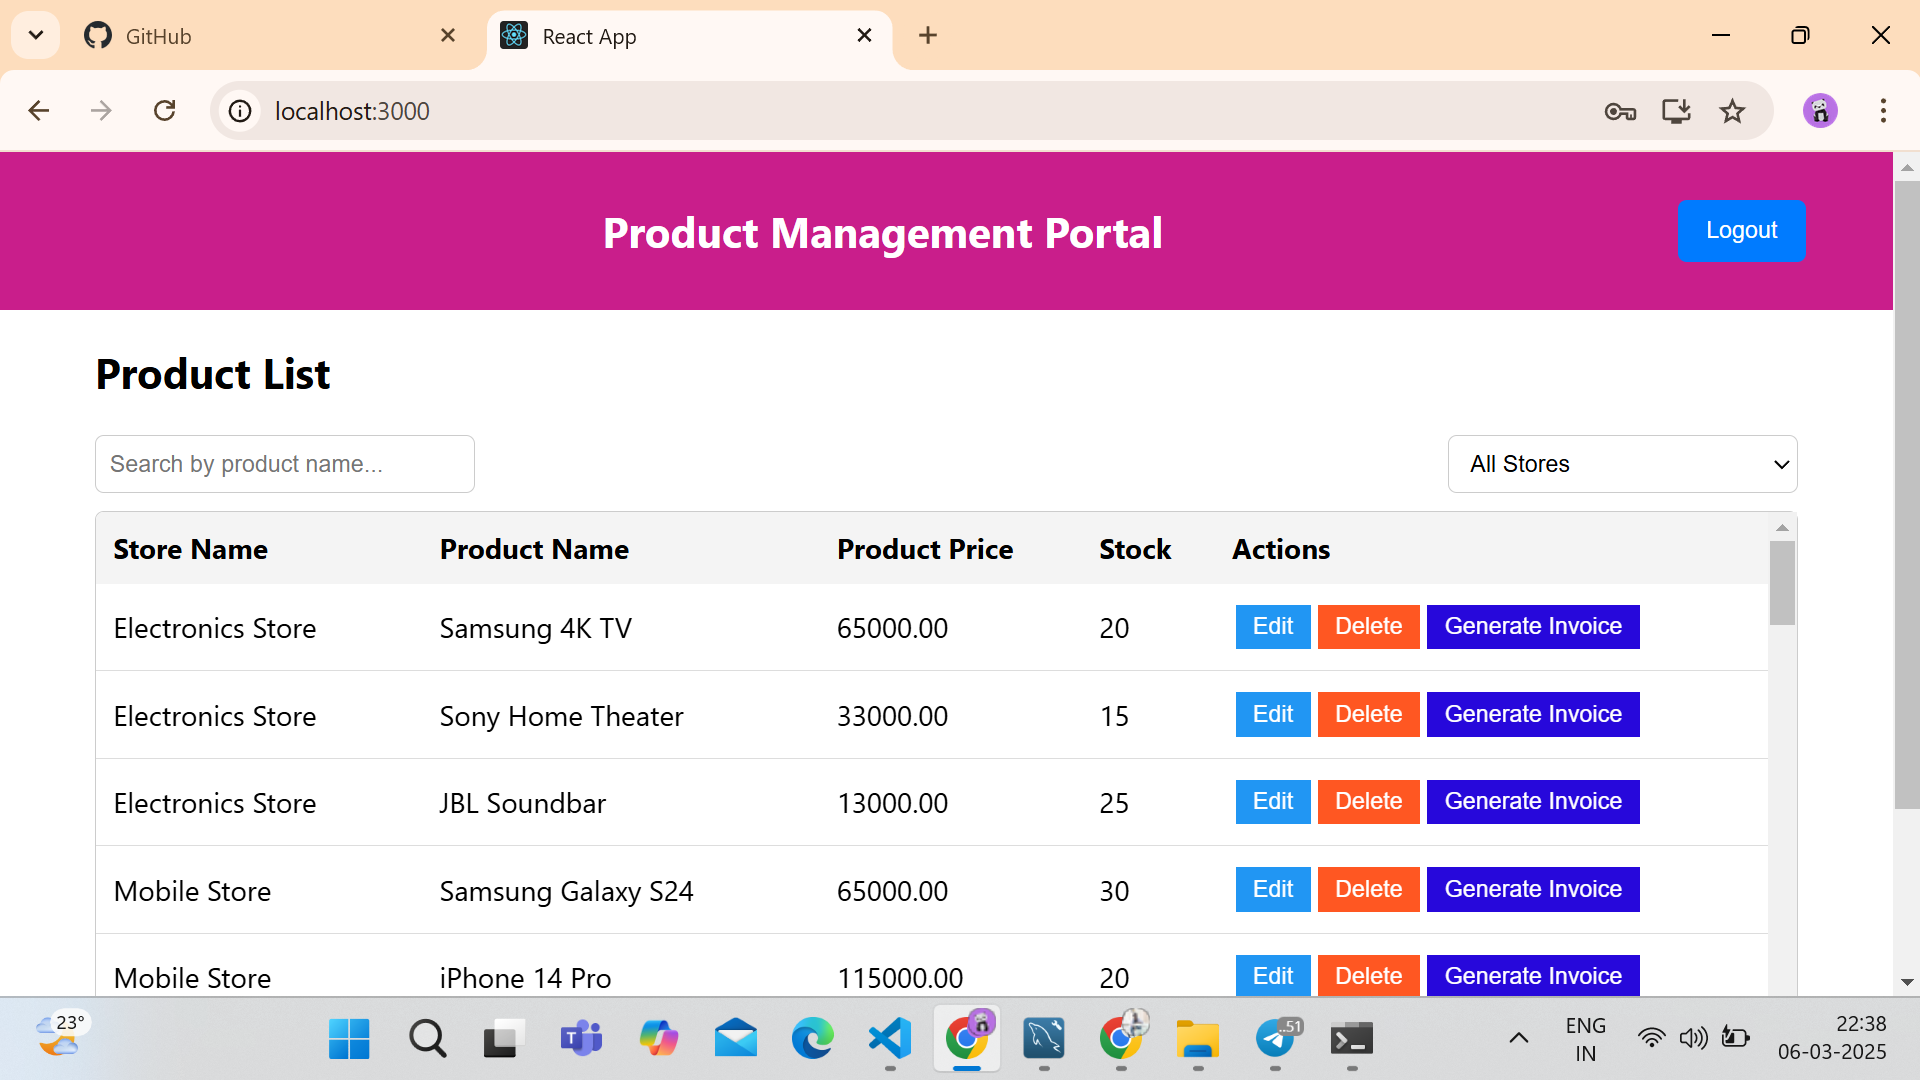 GitHub
React App
localhost:3000
Product Management Portal
Logout
Product List
Search by product name...
All Stores
Store Name Product Name Product Price Stock Actions
Electronics Store Samsung 4K TV 65000.00 20 Edit Delete Generate Invoice
Electronics Store Sony Home Theater 33000.00 15 Edit Delete Generate Invoice
Electronics Store JBL Soundbar 13000.00 25 Edit Delete Generate Invoice
Mobile Store Samsung Galaxy S24 65000.00 30 Edit Delete Generate Invoice
Mobile Store iPhone 14 Pro 115000.00 20 Edit Delete Generate Invoice
23°
..51
ENG
IN
22:38
06-03-2025